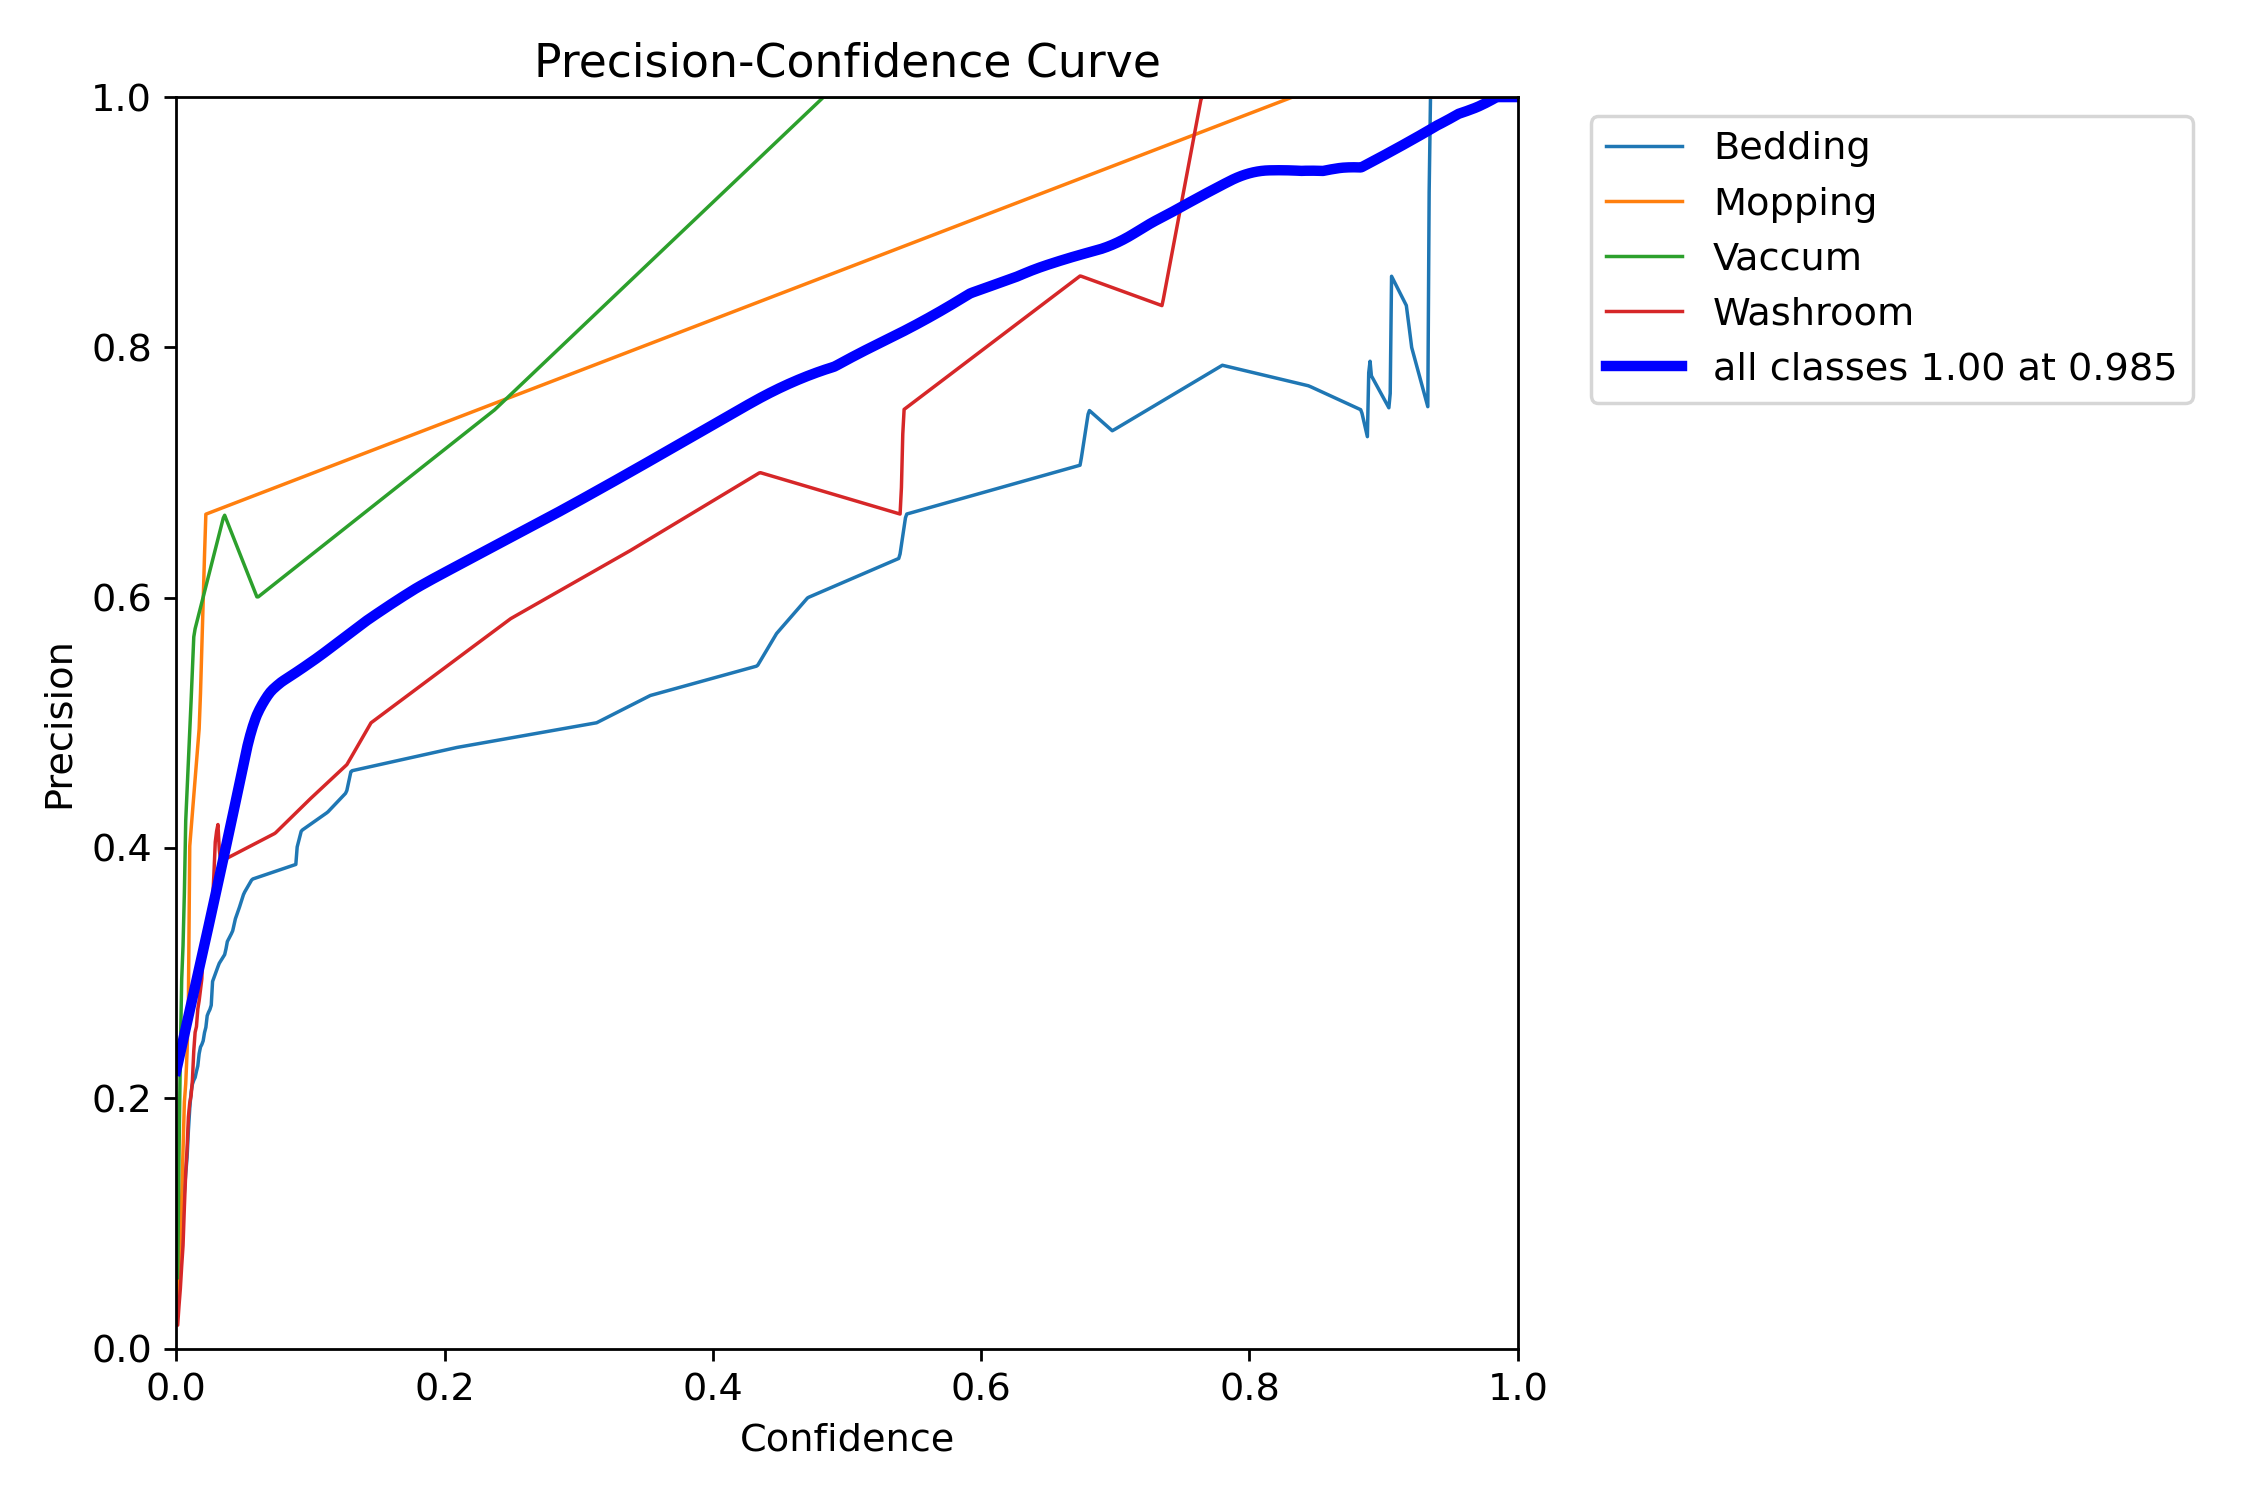 Precision-Confidence Curve
1.0
0.8
0.6
0.4
0.2
0.0
Precision
0.0 0.2 0.4 0.6 0.8 1.0
Confidence
Bedding
Mopping
Vaccum
Washroom
all classes 1.00 at 0.985